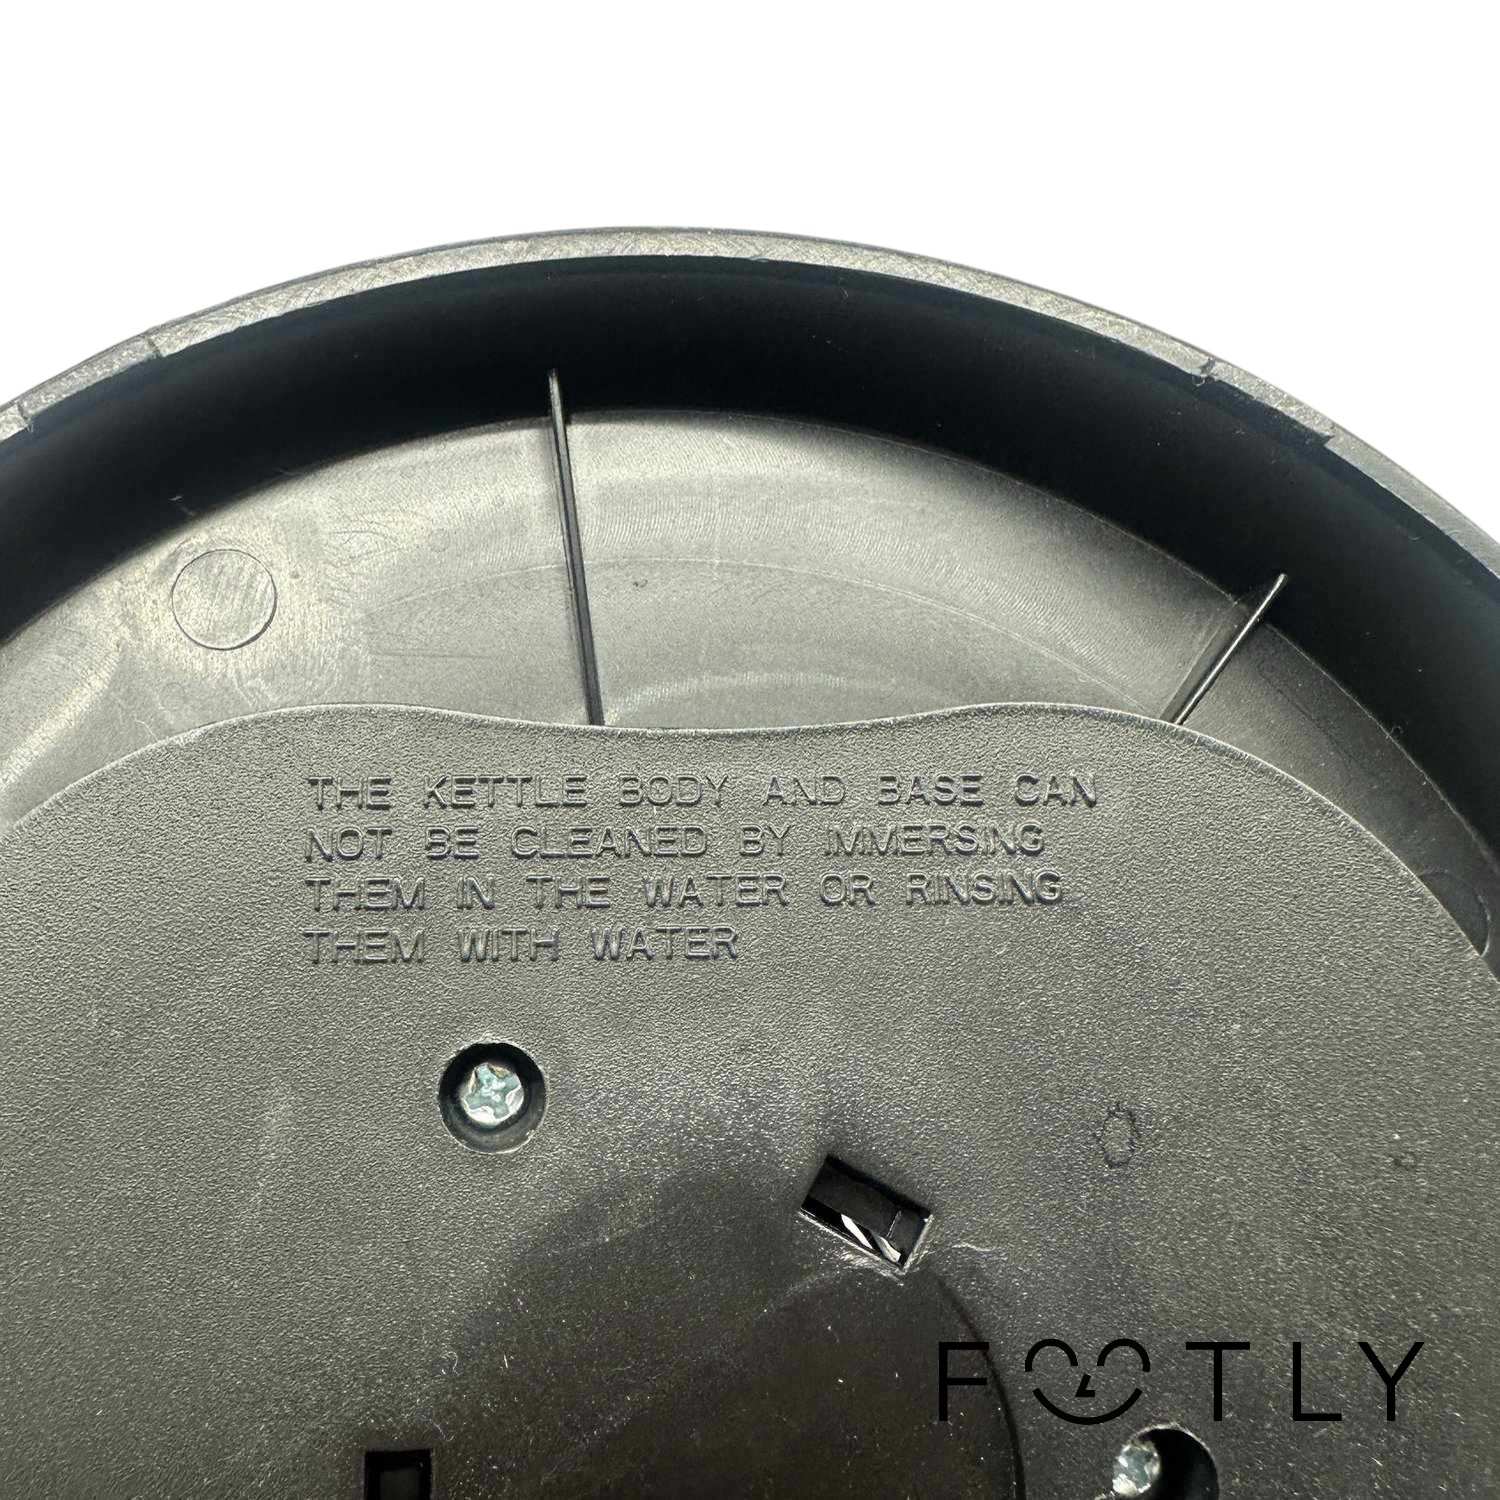 THE KETTLE BODY AND BASE CAN
NOT BE CLEANED BY IMMERSING
THEM IN THE WATER OR RINSING
THEM WITH WATER
FOOTLY